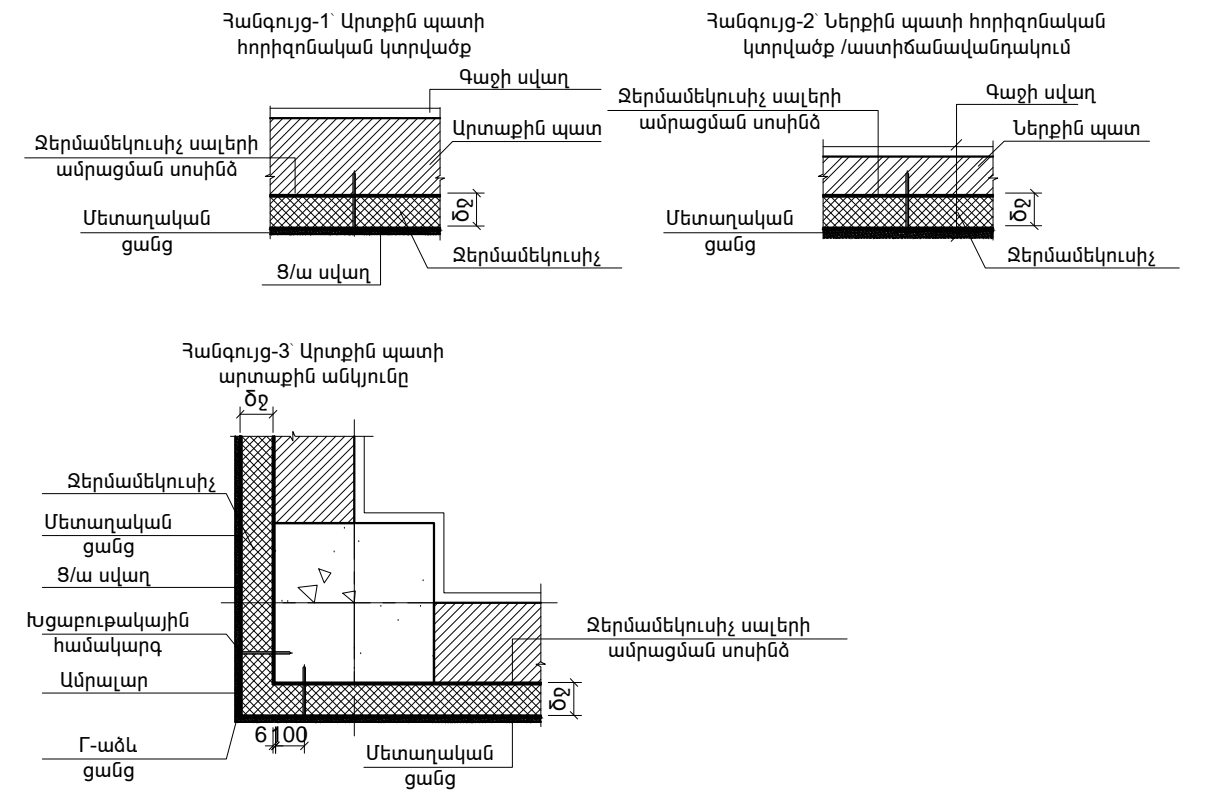 Հանգույց-1՝ Արտքին պատի
հորիզոնական կտրվածք
Գաջի սվաղ
Արտաքին պատ
Ջերմամեկուսիչ սալերի
ամրացման սոսինձ
Մետաղական
ցանց
Ց/ա սվաղ
Ջերմամեկուսիչ
δջ
Հանգույց-2՝ Ներքին պատի հորիզոնական
կտրվածք /աստիճանավանդակում
Ջերմամեկուսիչ սալերի
ամրացման սոսինձ
Գաջի սվաղ
Ներքին պատ
Մետաղական
ցանց
Ջերմամեկուսիչ
δջ
Հանգույց-3՝ Արտքին պատի
արտաքին անկյունը
δջ
Ջերմամեկուսիչ
Մետաղական
ցանց
Ց/ա սվաղ
Խցաբութակային
համակարգ
Ամրալար
Գ-աձև
ցանց
6 100
Մետաղական
ցանց
Ջերմամեկուսիչ սալերի
ամրացման սոսինձ
δջ